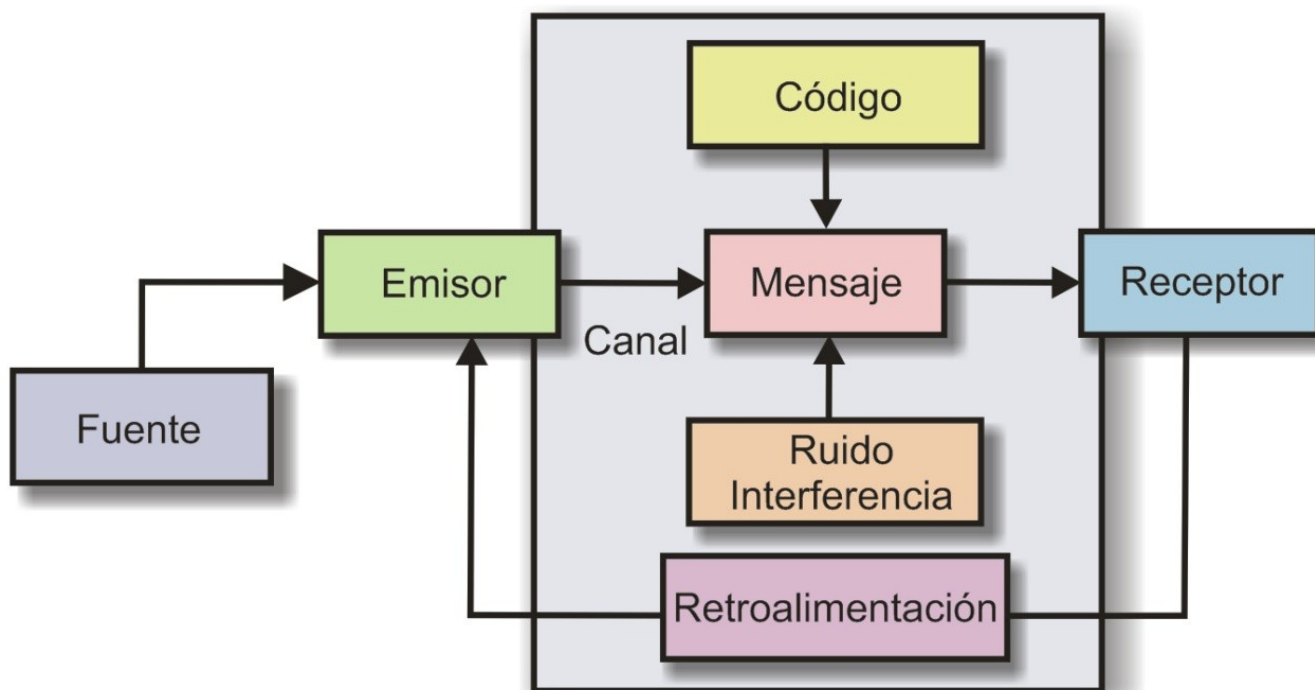 Código
Emisor
Mensaje
Receptor
Canal
Fuente
Ruido
Interferencia
Retroalimentación